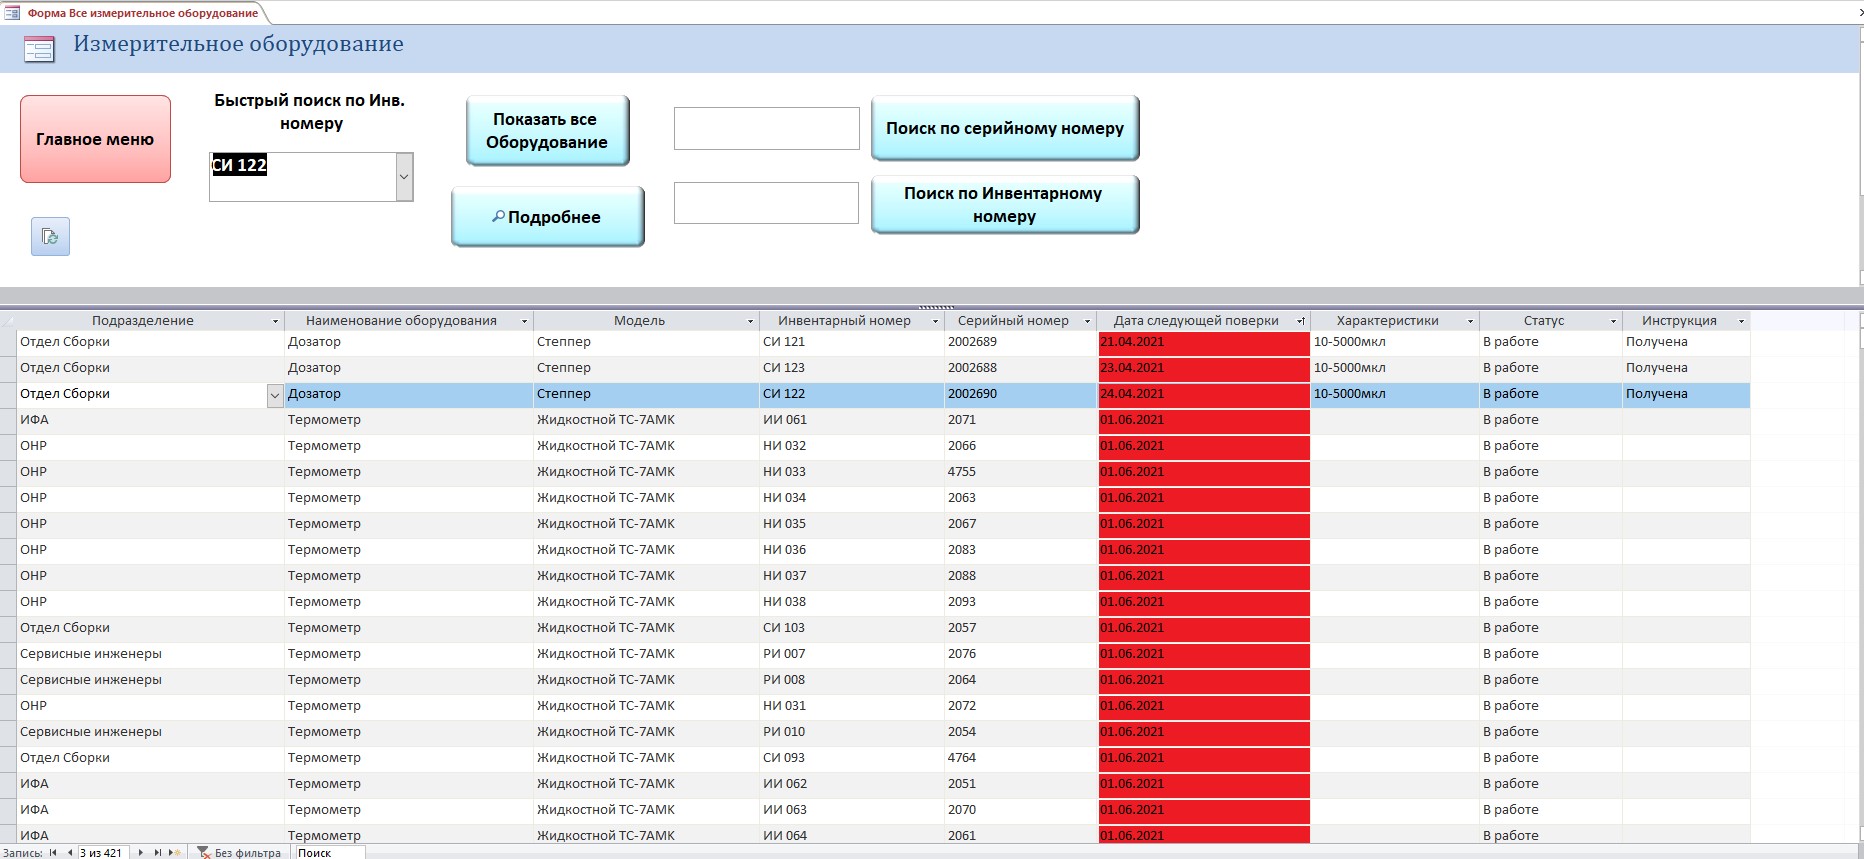 Форма Все измерительное оборудование
Измерительное оборудование
Главное меню
Быстрый поиск по Инв.
номеру
СИ 122
Показать все
Оборудование
Подробнее
Поиск по серийному номеру
Поиск по Инвентарному
номеру
Подразделение Наименование оборудования Модель Инвентарный номер Серийный номер Дата следующей поверки Характеристики Статус Инструкция
Отдел Сборки Дозатор Степпер СИ 121 2002689 21.04.2021 10-5000мкл В работе Получена
Отдел Сборки Дозатор Степпер СИ 123 2002688 23.04.2021 10-5000мкл В работе Получена
Отдел Сборки Дозатор Степпер СИ 122 2002690 24.04.2021 10-5000мкл В работе Получена
ИФА Термометр Жидкостной ТС-7АМК ИИ 061 2071 01.06.2021 В работе
ОНР Термометр Жидкостной ТС-7АМК НИ 032 2066 01.06.2021 В работе
ОНР Термометр Жидкостной ТС-7АМК НИ 033 4755 01.06.2021 В работе
ОНР Термометр Жидкостной ТС-7АМК НИ 034 2063 01.06.2021 В работе
ОНР Термометр Жидкостной ТС-7АМК НИ 035 2067 01.06.2021 В работе
ОНР Термометр Жидкостной ТС-7АМК НИ 036 2083 01.06.2021 В работе
ОНР Термометр Жидкостной ТС-7АМК НИ 037 2088 01.06.2021 В работе
ОНР Термометр Жидкостной ТС-7АМК НИ 038 2093 01.06.2021 В работе
Отдел Сборки Термометр Жидкостной ТС-7АМК СИ 103 2057 01.06.2021 В работе
Сервисные инженеры Термометр Жидкостной ТС-7АМК РИ 007 2076 01.06.2021 В работе
Сервисные инженеры Термометр Жидкостной ТС-7АМК РИ 008 2064 01.06.2021 В работе
ОНР Термометр Жидкостной ТС-7АМК НИ 031 2072 01.06.2021 В работе
Сервисные инженеры Термометр Жидкостной ТС-7АМК РИ 010 2054 01.06.2021 В работе
Отдел Сборки Термометр Жидкостной ТС-7АМК СИ 093 4764 01.06.2021 В работе
ИФА Термометр Жидкостной ТС-7АМК ИИ 062 2051 01.06.2021 В работе
ИФА Термометр Жидкостной ТС-7АМК ИИ 063 2070 01.06.2021 В работе
ИФА Термометр Жидкостной ТС-7АМК ИИ 064 2061 01.06.2021 В работе
Запись: 3 из 421 Без фильтра Поиск